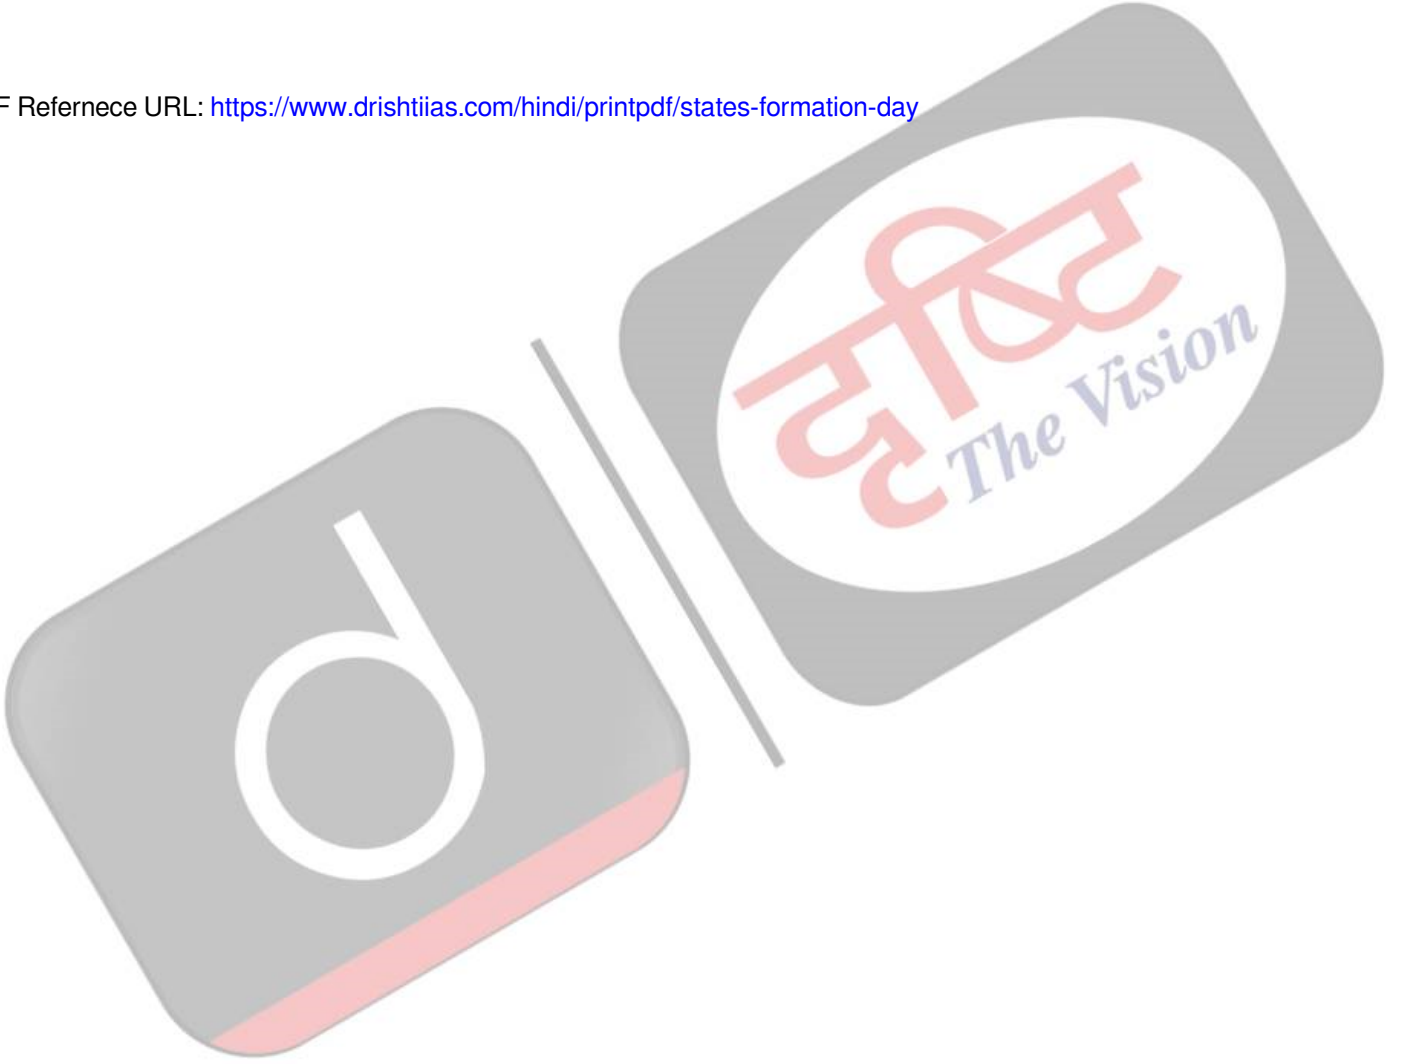 F Refernece URL: https://www.drishtiias.com/hindi/printpdf/states-formation-day
दृष्टि
The Vision
d